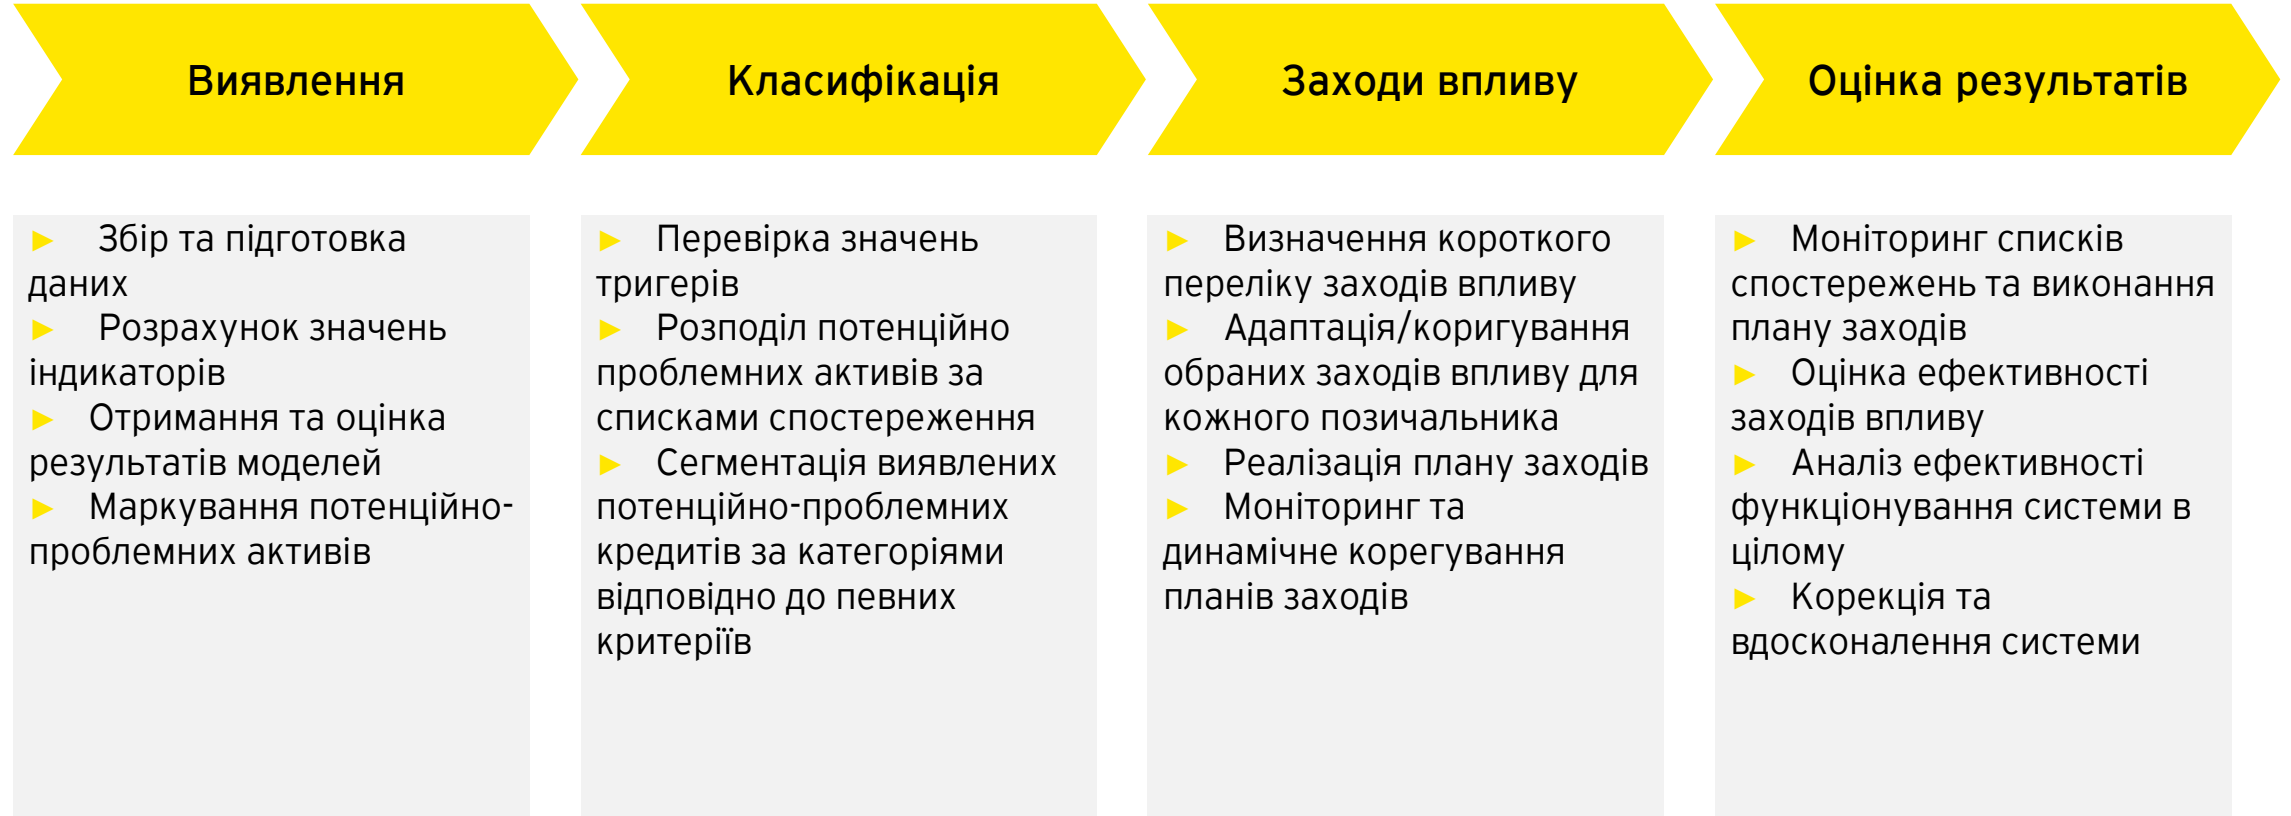 Виявлення
Класифікація
Заходи впливу
Оцінка результатів
► Збір та підготовка
даних
► Розрахунок значень
індикаторів
► Отримання та оцінка
результатів моделей
► Маркування потенційно-
проблемних активів
► Перевірка значень
тригерів
► Розподіл потенційно
проблемних активів за
списками спостереження
► Сегментація виявлених
потенційно-проблемних
кредитів за категоріями
відповідно до певних
критеріїв
► Визначення короткого
переліку заходів впливу
► Адаптація/коригування
обраних заходів впливу для
кожного позичальника
► Реалізація плану заходів
► Моніторинг та
динамічне корегування
планів заходів
► Моніторинг списків
спостережень та виконання
плану заходів
► Оцінка ефективності
заходів впливу
► Аналіз ефективності
функціонування системи в
цілому
► Корекція та
вдосконалення системи